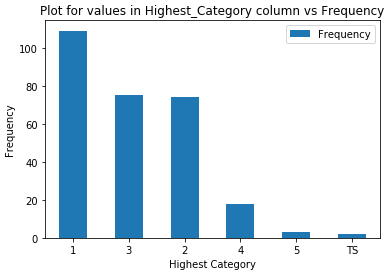 Plot for values in Highest_Category column vs Frequency
Frequency
100
80
60
40
20
0
Frequency
1 3 2 4 5 TS
Highest Category